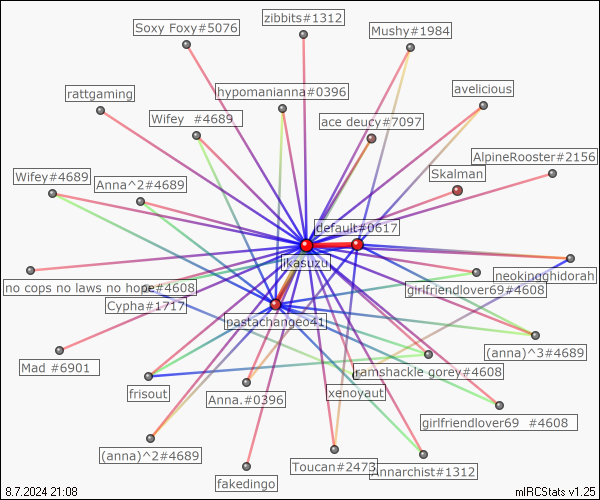 zibbits#1312
Soxy Foxy#5076
Mushy#1984
rattgaming
hypomanianna#0396
avelicious
Wifey  #4689
ace deucy#7097
AlpineRooster#2156
Wifey#4689
Anna^2#4689
Skalman
default#0617
likasuzu
neokingghidorah
no cops no laws no hope
#4608
girlfriendlover69#4608
Cypha#1717
pastachangeo41
(anna)^3#4689
Mad #6901
ramshackle gorey#4608
frisout
Anna.#0396
xenoyaut
girlfriendlover69  #4608
(anna)^2#4689
Toucan#2473
Annarchist#1312
fakedingo
8.7.2024 21:08
mIRCStats v1.25